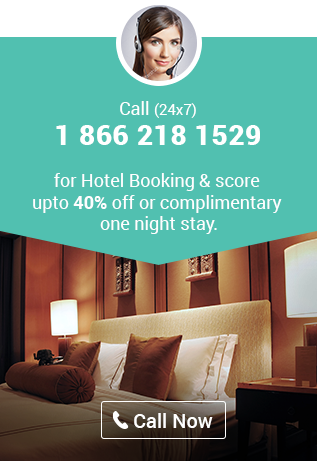 Call (24x7)
1 866 218 1529
for Hotel Booking & score
upto 40% off or complimentary
one night stay.
Call Now